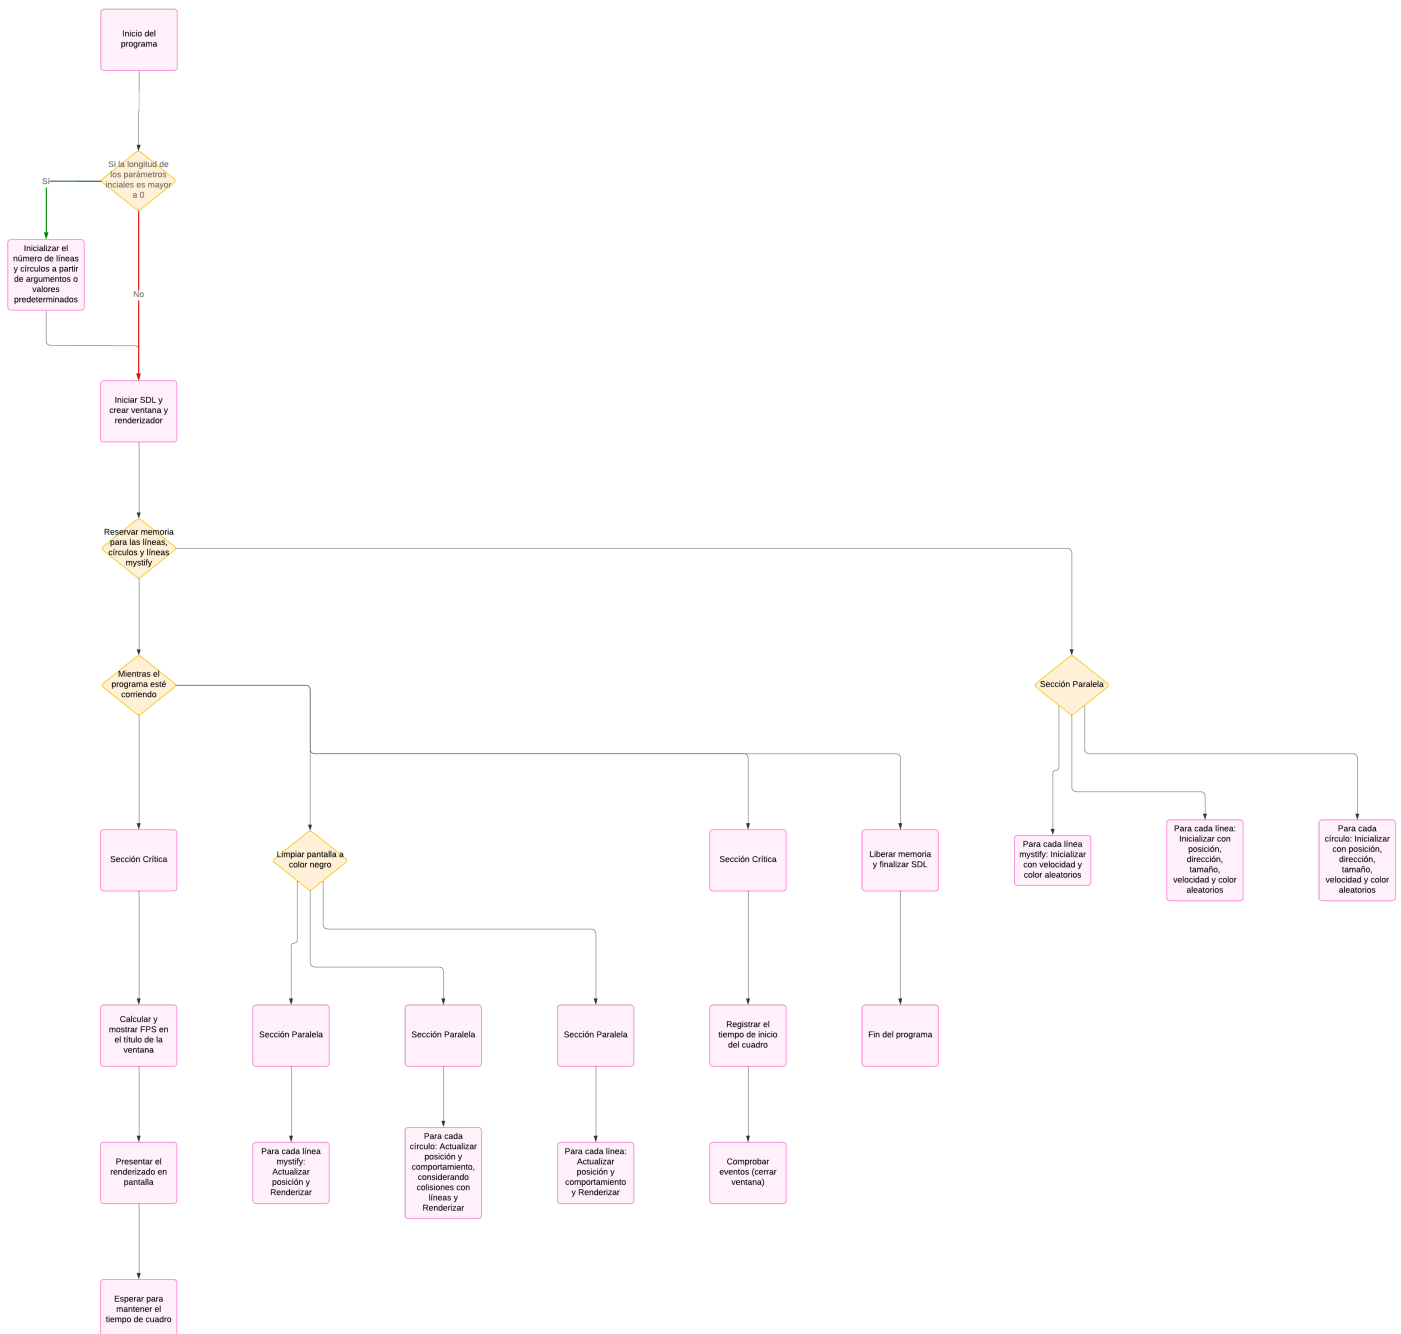 Inicio del
programa
Si la longitud de
los parámetros
inciales es mayor
a 0
Sí
Inicializar el
número de líneas
y círculos a partir
de argumentos o
valores
predeterminados
No
Iniciar SDL y
crear ventana y
renderizador
Reservar memoria
para las líneas,
círculos y líneas
mystify
Mientras el
programa esté
corriendo
Sección Paralela
Sección Crítica
Limpiar pantalla a
color negro
Sección Crítica
Liberar memoria
y finalizar SDL
Para cada línea
mystify: Inicializar
con velocidad y
color aleatorios
Para cada línea:
Inicializar con
posición,
dirección,
tamaño,
velocidad y color
aleatorios
Para cada
círculo: Inicializar
con posición,
dirección,
tamaño,
velocidad y color
aleatorios
Calcular y
mostrar FPS en
el título de la
ventana
Sección Paralela
Sección Paralela
Sección Paralela
Registrar el
tiempo de inicio
del cuadro
Fin del programa
Presentar el
renderizado en
pantalla
Para cada línea
mystify:
Actualizar
posición y
Renderizar
Para cada
círculo: Actualizar
posición y
comportamiento,
considerando
colisiones con
líneas y
Renderizar
Para cada línea:
Actualizar
posición y
comportamiento
y Renderizar
Comprobar
eventos (cerrar
ventana)
Esperar para
mantener el
tiempo de cuadro